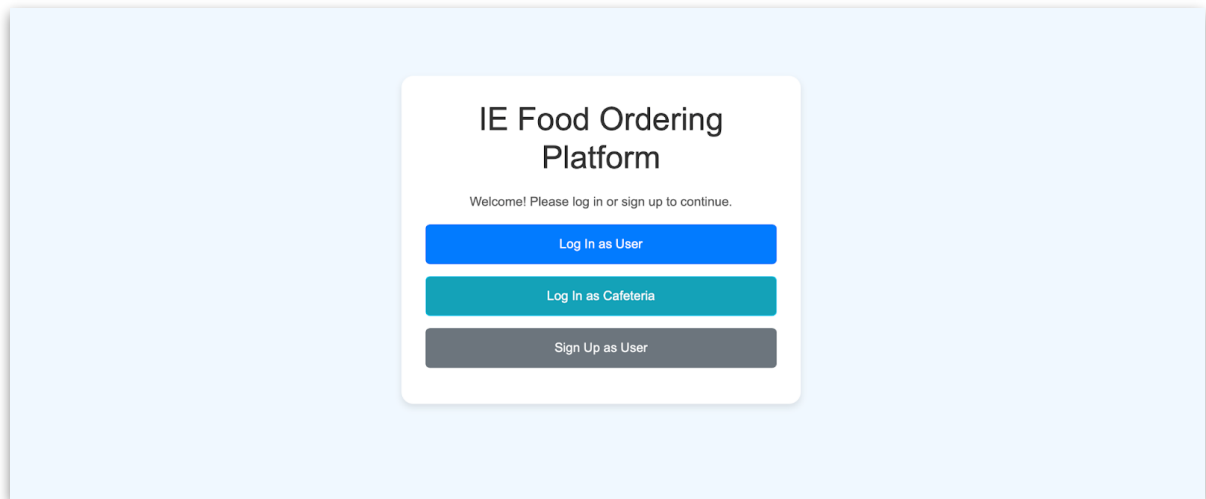 IE Food Ordering
Platform
Welcome! Please log in or sign up to continue.
Log In as User
Log In as Cafeteria
Sign Up as User